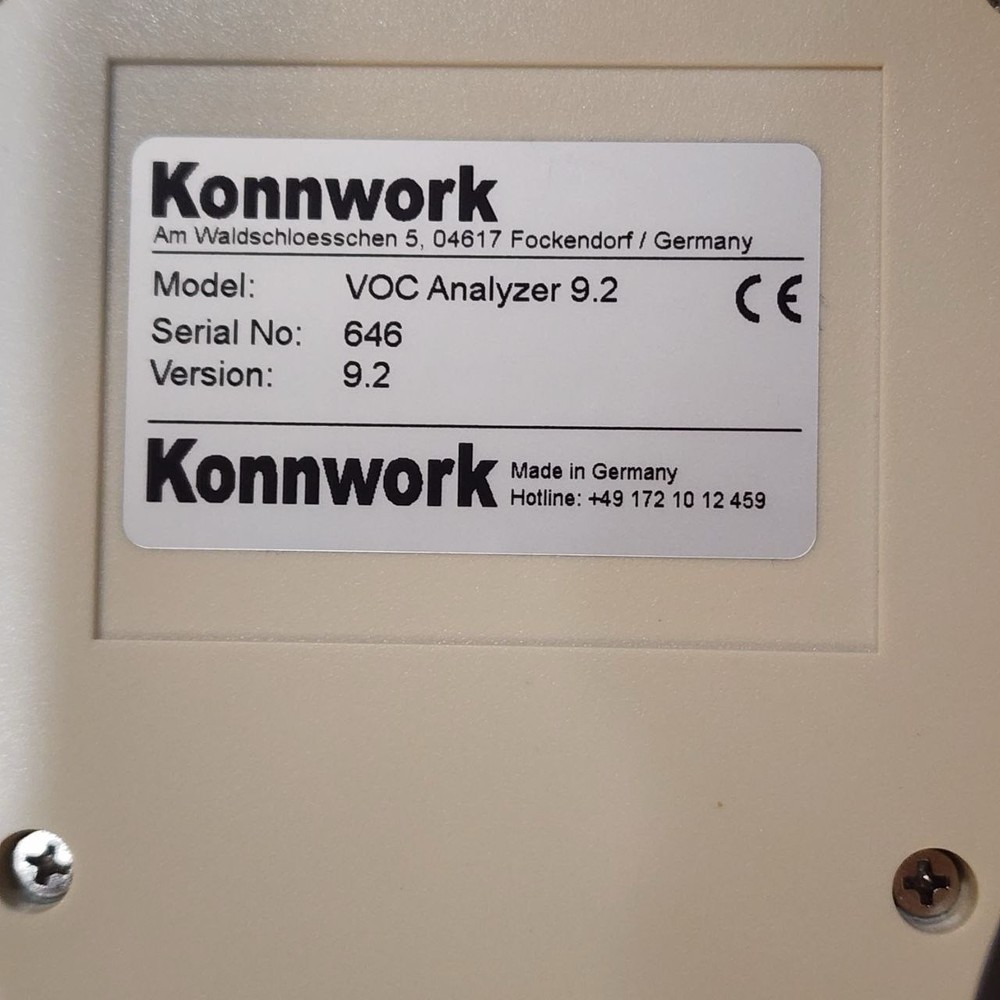 Konnwork
Am Waldschloesschen 5, 04617 Fockendorf / Germany
Model: VOC Analyzer 9.2 CE
Serial No: 646
Version: 9.2
Konnwork
Made in Germany
Hotline: +49 172 10 12 459